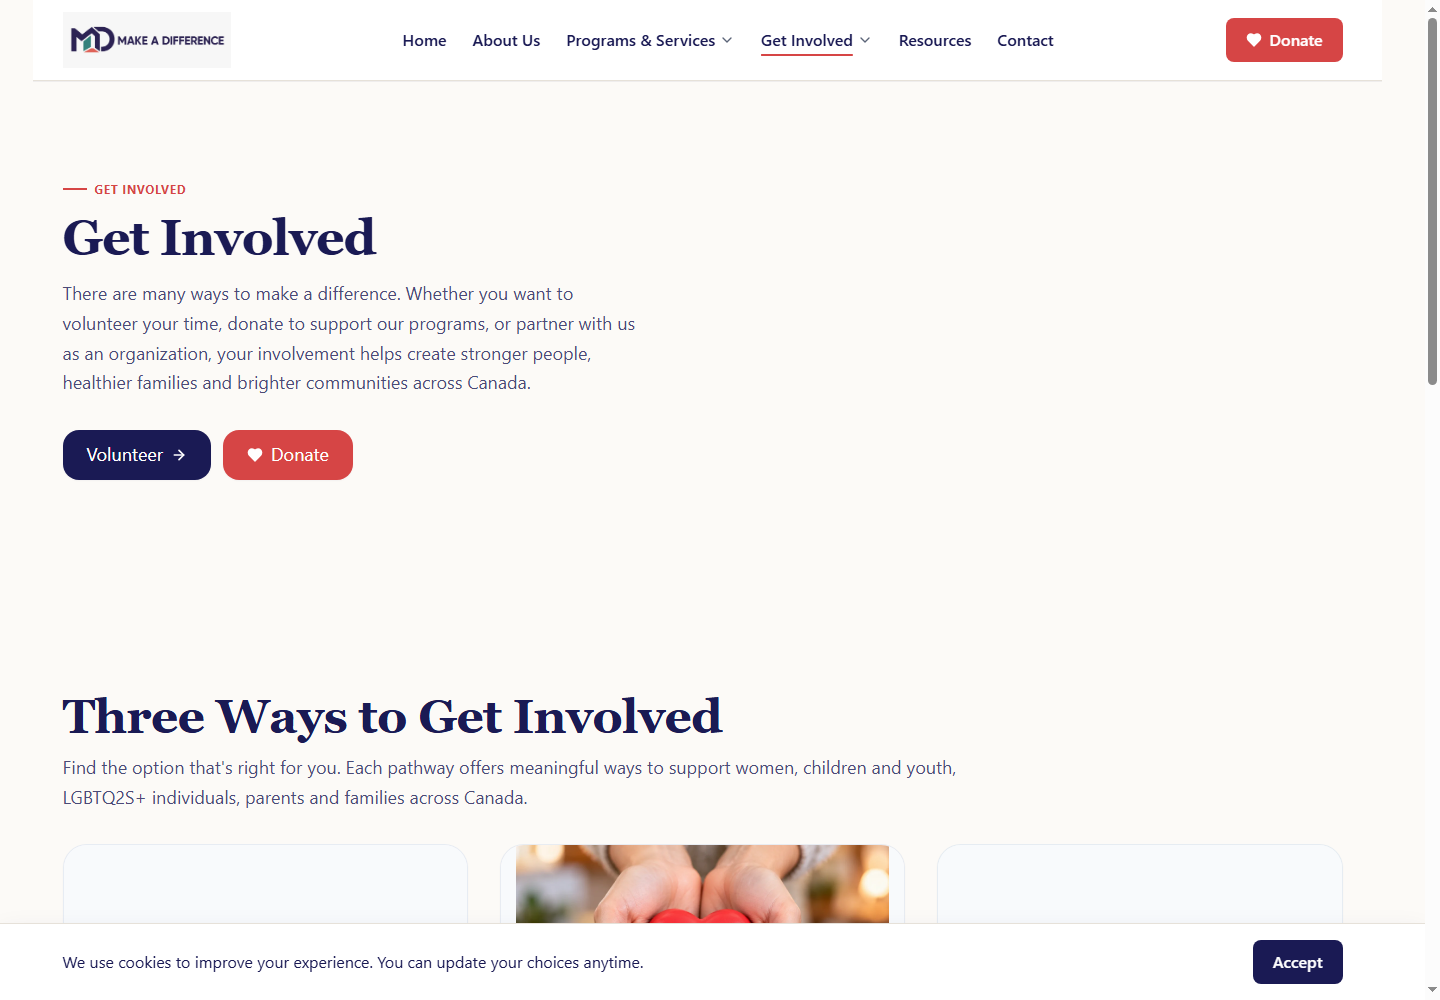 MD MAKE A DIFFERENCE
Home
About Us
Programs & Services
Get Involved
Resources
Contact
Donate
GET INVOLVED
Get Involved
There are many ways to make a difference. Whether you want to
volunteer your time, donate to support our programs, or partner with us
as an organization, your involvement helps create stronger people,
healthier families and brighter communities across Canada.
Volunteer
Donate
Three Ways to Get Involved
Find the option that's right for you. Each pathway offers meaningful ways to support women, children and youth,
LGBTQ2S+ individuals, parents and families across Canada.
We use cookies to improve your experience. You can update your choices anytime.
Accept